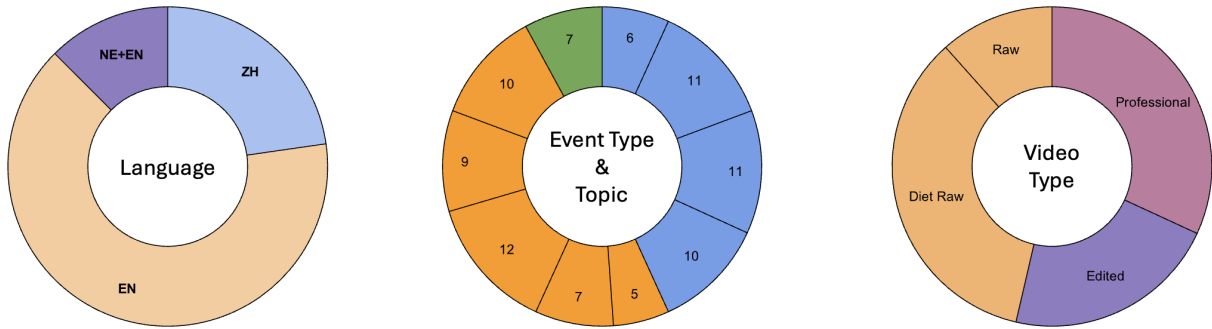 NE+EN
ZH
Language
EN
7
6
10
11
Event Type
&
Topic
9
11
12
10
7
5
Raw
Professional
Video
Type
Diet Raw
Edited